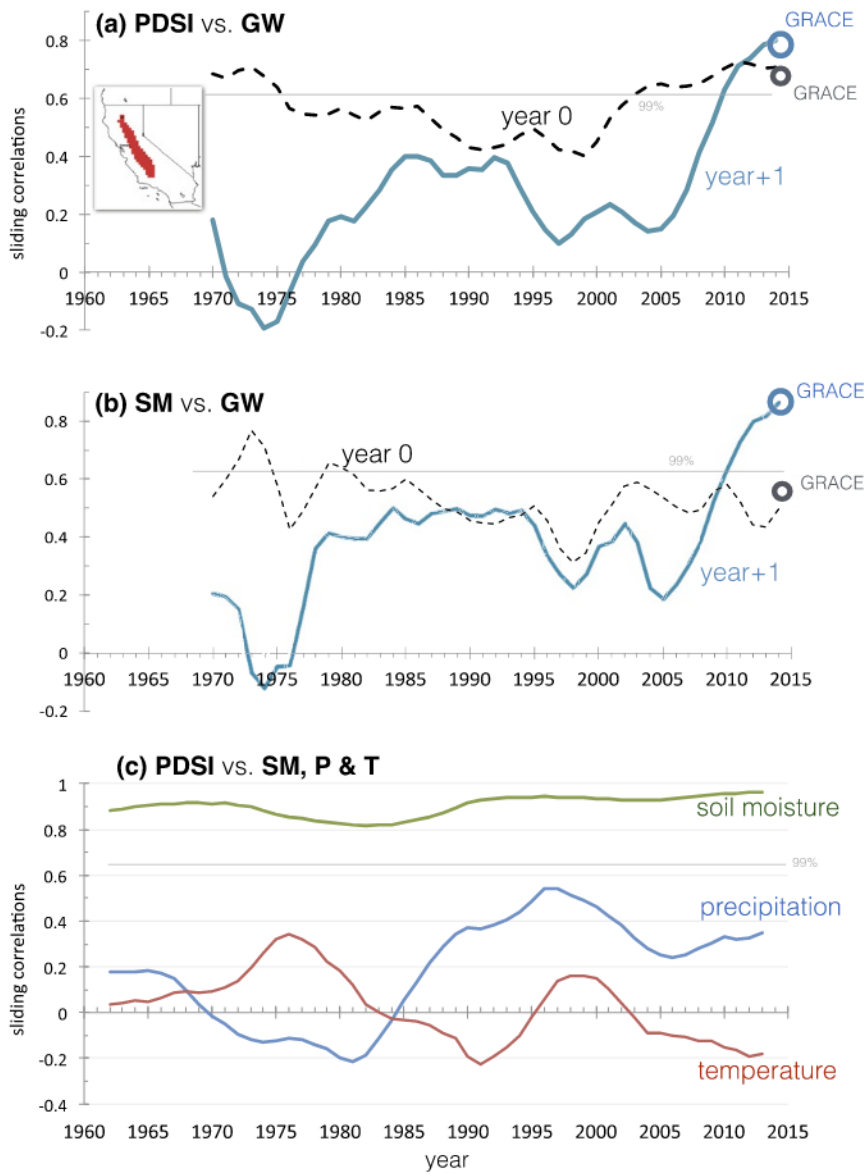 (a) PDSI vs. GW
GRACE
0.8
0.6
99%
GRACE
year 0
0.4
year+1
0.2
0
-0.2
sliding correlations
1960 1965 1970 1975 1980 1985 1990 1995 2000 2005 2010 2015
(b) SM vs. GW
GRACE
0.8
year 0
0.6
99%
GRACE
0.4
year+1
0.2
0
-0.2
1960 1965 1970 1975 1980 1985 1990 1995 2000 2005 2010 2015
(c) PDSI vs. SM, P & T
1
soil moisture
0.8
99%
0.6
precipitation
0.4
0.2
0
-0.2
temperature
-0.4
sliding correlations
1960 1965 1970 1975 1980 1985 1990 1995 2000 2005 2010 2015
year